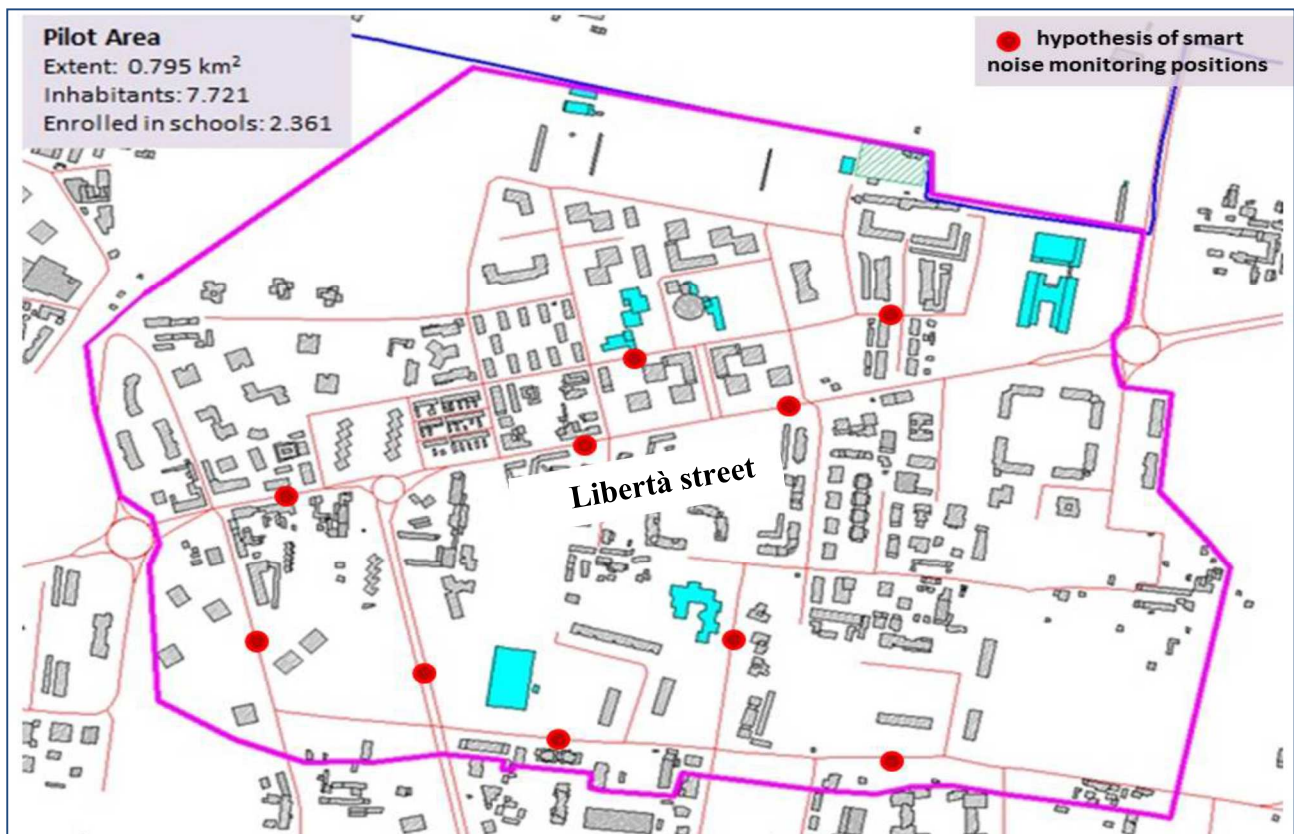 Pilot Area
Extent: 0.795 km²
Inhabitants: 7.721
Enrolled in schools: 2.361
hypothesis of smart
noise monitoring positions
Libertà street